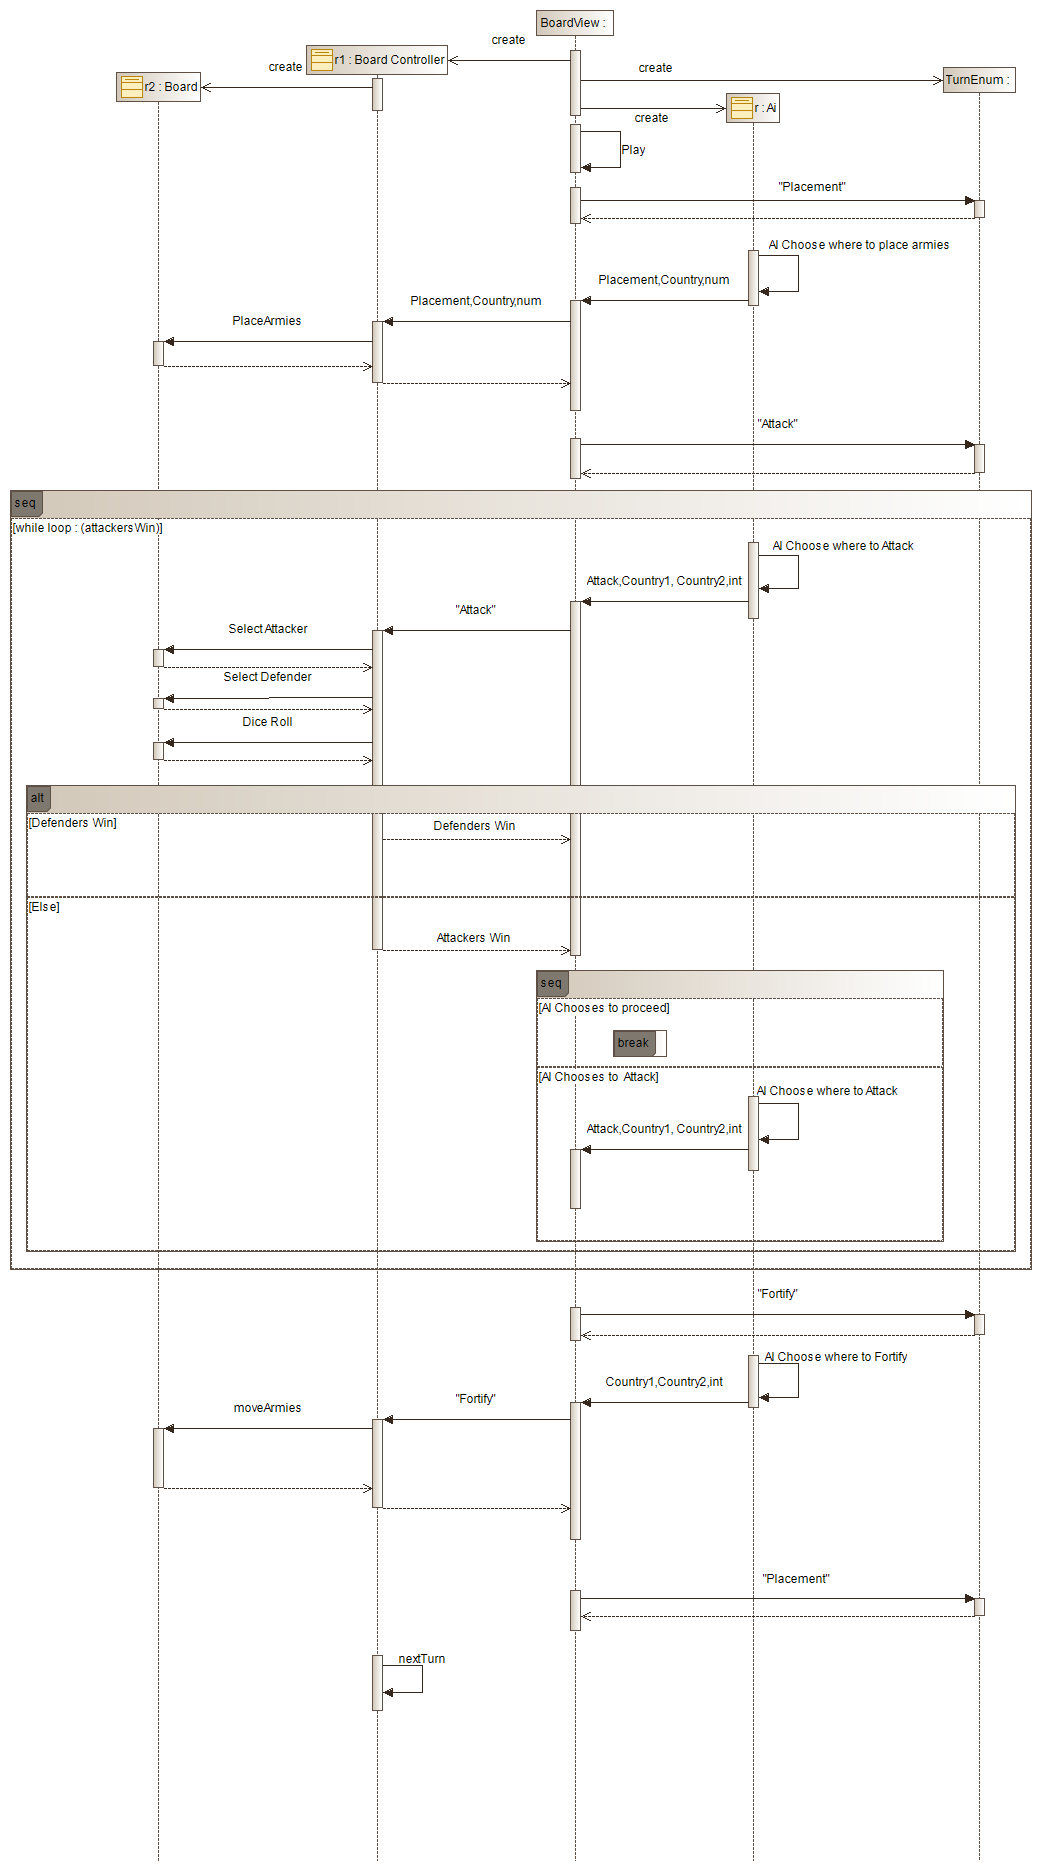 BoardView :
create
r1 : Board Controller
create
create
r2 : Board
TurnEnum :
r : Ai
create
Play
"Placement"
AI Choose where to place armies
Placement,Country,num
Placement,Country,num
PlaceArmies
"Attack"
seq
[while loop : (attackersWin)]
AI Choose where to Attack
Attack,Country1, Country2,int
"Attack"
Select Attacker
Select Defender
Dice Roll
alt
[Defenders Win]
Defenders Win
[Else]
Attackers Win
seq
[AI Chooses to proceed]
break
[AI Chooses to Attack]
AI Choose where to Attack
Attack,Country1, Country2,int
"Fortify"
AI Choose where to Fortify
Country1,Country2,int
"Fortify"
moveArmies
"Placement"
nextTurn